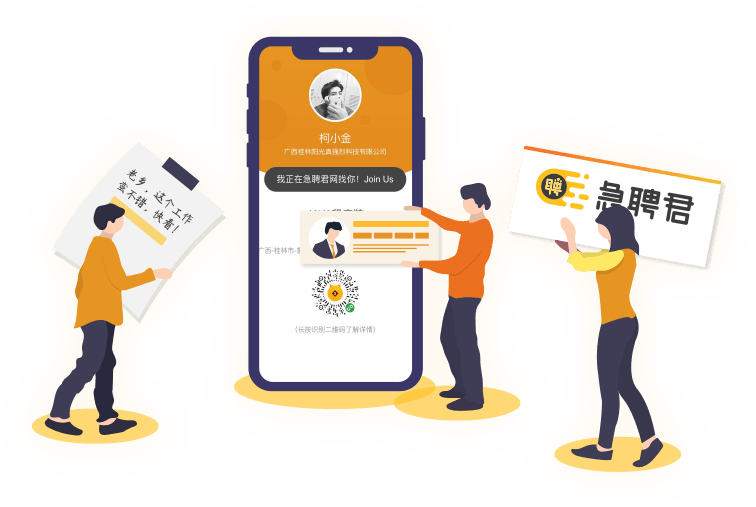 老乡，这个工作
蛮不错，快看！
柯小金
广西桂林阳光真强烈科技有限公司
我正在急聘君网找你！Join Us
广西-桂林市-
（长按识别二维码了解详情）
聘
急聘君